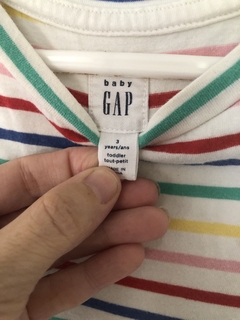 baby
GAP
3
years/ans
toddler
tout-petit